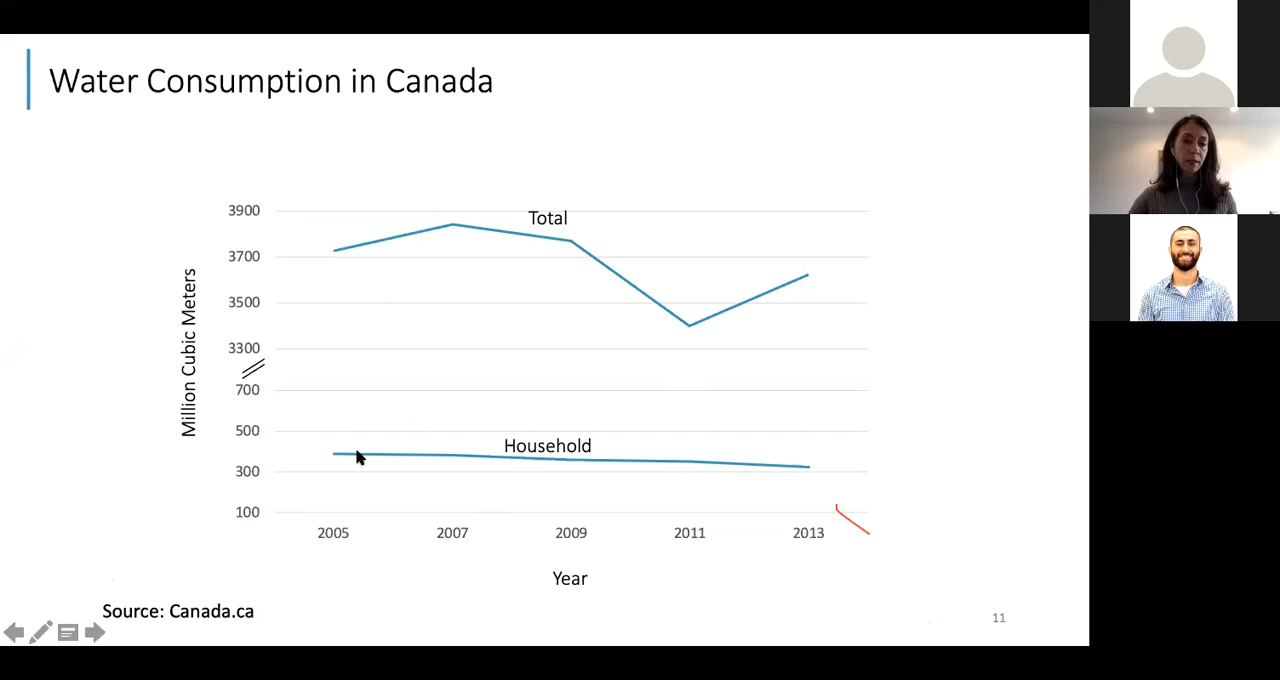 Water Consumption in Canada
3900
3700
3500
3300
700
500
300
100
Million Cubic Meters
Total
Household
2005 2007 2009 2011 2013
Year
Source: Canada.ca
11